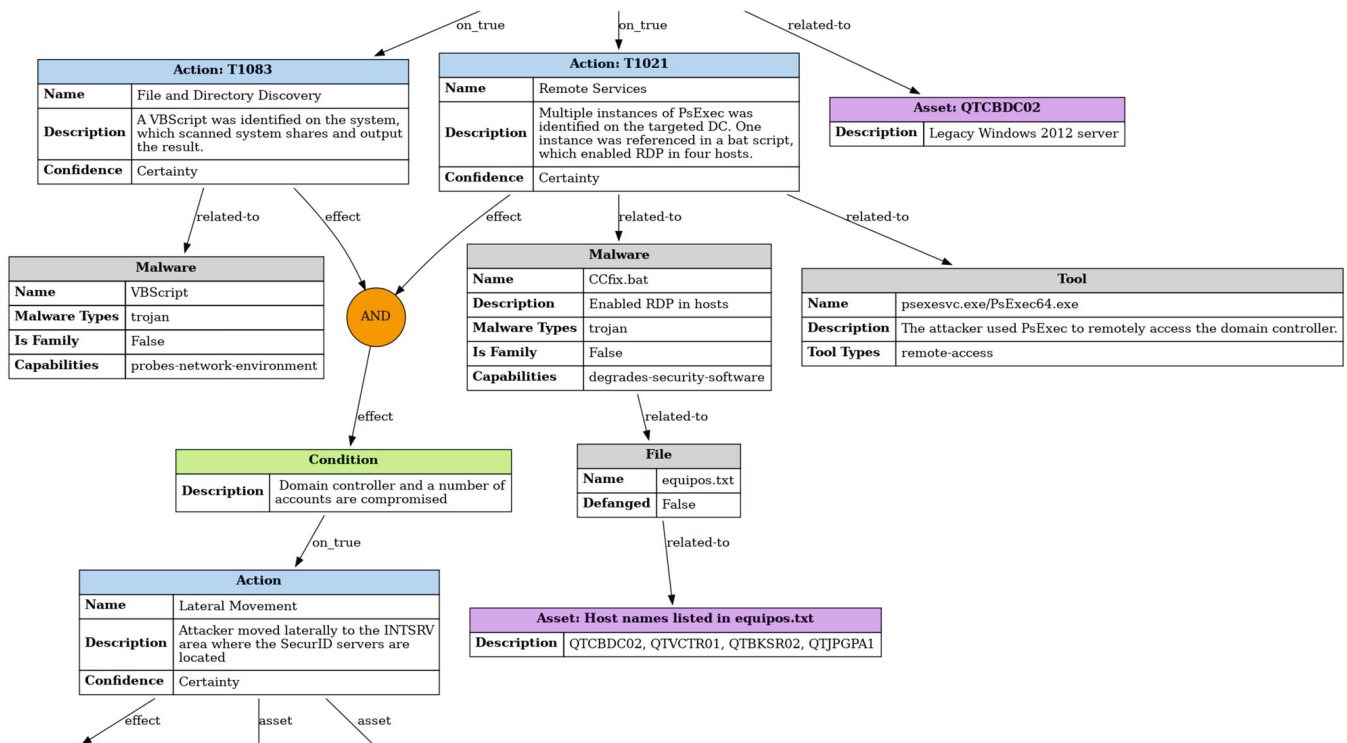 on_true
on_true
related-to
Action: T1083
Name File and Directory Discovery
Description A VBScript was identified on the system,
which scanned system shares and output
the result.
Confidence Certainty
Action: T1021
Name Remote Services
Description Multiple instances of PsExec was
identified on the targeted DC. One
instance was referenced in a bat script,
which enabled RDP in four hosts.
Confidence Certainty
Asset: QTCBDC02
Description Legacy Windows 2012 server
related-to
effect
effect
related-to
related-to
Malware
Name VBScript
Malware Types trojan
Is Family False
Capabilities probes-network-environment
AND
Malware
Name CCfix.bat
Description Enabled RDP in hosts
Malware Types trojan
Is Family False
Capabilities degrades-security-software
Tool
Name psexesvc.exe/PsExec64.exe
Description The attacker used PsExec to remotely access the domain controller.
Tool Types remote-access
effect
related-to
Condition
Description Domain controller and a number of
accounts are compromised
File
Name equipos.txt
Defanged False
on_true
related-to
Action
Name Lateral Movement
Description Attacker moved laterally to the INTSRV
area where the SecurID servers are
located
Confidence Certainty
Asset: Host names listed in equipos.txt
Description QTCBDC02, QTVCTR01, QTBKSR02, QTJPGPA1
effect
asset
asset